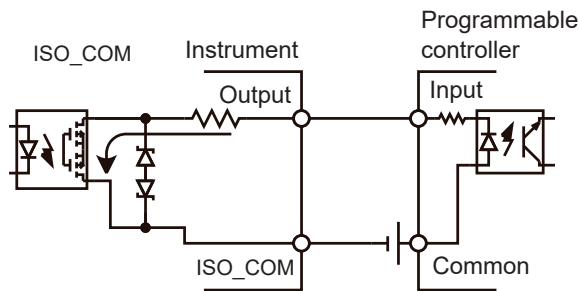 ISO_COM
Instrument
Programmable
controller
Output
Input
ISO_COM
Common